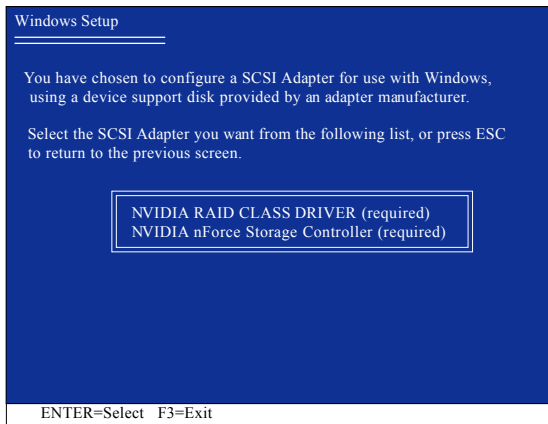 Windows Setup
You have chosen to configure a SCSI Adapter for use with Windows,
using a device support disk provided by an adapter manufacturer.
Select the SCSI Adapter you want from the following list, or press ESC
to return to the previous screen.
NVIDIA RAID CLASS DRIVER (required)
NVIDIA nForce Storage Controller (required)
ENTER=Select F3=Exit